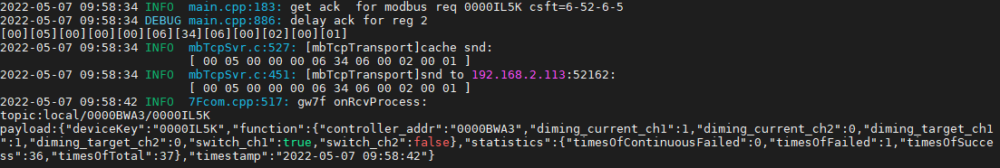 2022-05-07 09:58:34 INFO  main.cpp:183: get ack  for modbus req 0000IL5K csft=6-52-6-5
2022-05-07 09:58:34 DEBUG main.cpp:886: delay ack for reg 2
[00][05][00][00][00][06][34][06][00][02][00][01]
2022-05-07 09:58:34 INFO  mbTcpSvr.c:527: [mbTcpTransport]cache snd:
[ 00 05 00 00 00 06 34 06 00 02 00 01 ]
2022-05-07 09:58:34 INFO  mbTcpSvr.c:451: [mbTcpTransport]snd to 192.168.2.113:52162:
[ 00 05 00 00 00 06 34 06 00 02 00 01 ]
2022-05-07 09:58:42 INFO  7Fcom.cpp:517: gw7f onRcvProcess:
topic:local/0000BWA3/0000IL5K
payload:{"deviceKey":"0000IL5K","function":{"controller_addr":"0000BWA3","diming_current_ch1":1,"diming_current_ch2":0,"diming_target_ch1
":1,"diming_target_ch2":0,"switch_ch1":true,"switch_ch2":false},"statistics":{"timesOfContinuousFailed":0,"timesOfFailed":1,"timesOfSucce
ss":36,"timesOfTotal":37},"timestamp":"2022-05-07 09:58:42"}